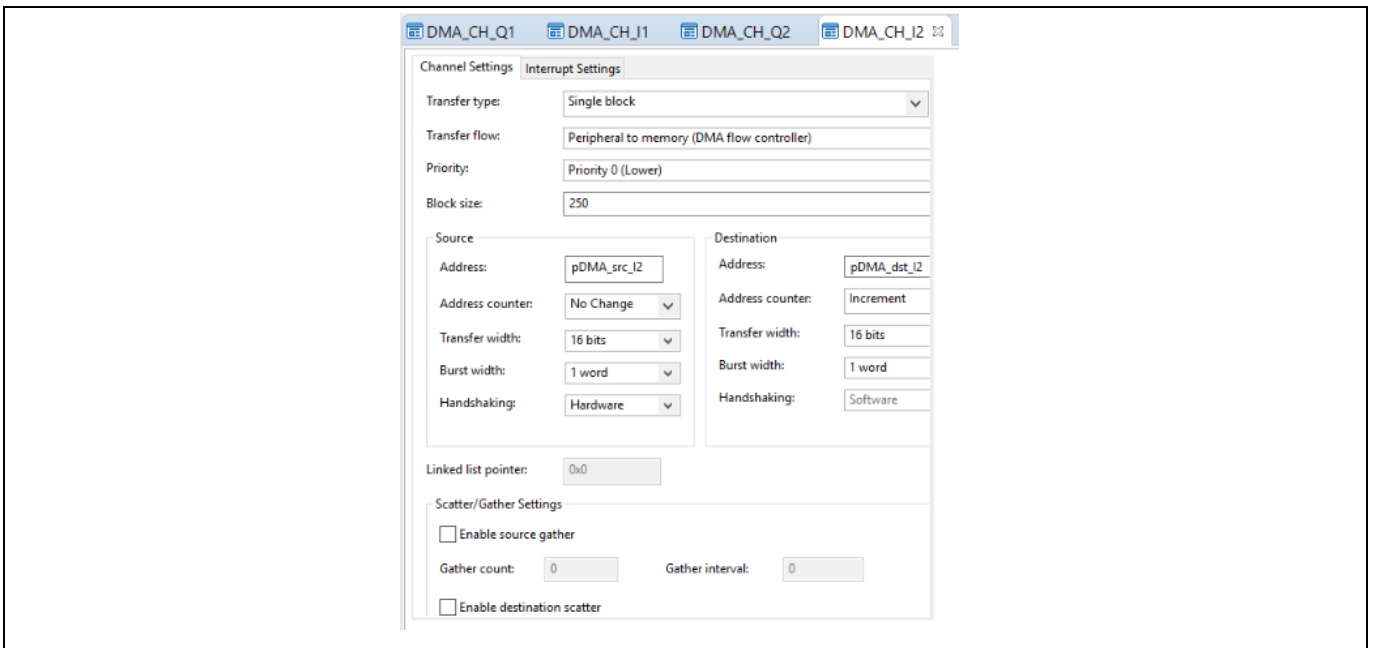 DMA_CH_Q1 DMA_CH_I1 DMA_CH_Q2 DMA_CH_I2
Channel Settings Interrupt Settings
Transfer type: Single block
Transfer flow: Peripheral to memory (DMA flow controller)
Priority: Priority 0 (Lower)
Block size: 250
Source
Address: pDMA_src_I2
Address counter: No Change
Transfer width: 16 bits
Burst width: 1 word
Handshaking: Hardware
Destination
Address: pDMA_dst_I2
Address counter: Increment
Transfer width: 16 bits
Burst width: 1 word
Handshaking: Software
Linked list pointer: 0x0
Scatter/Gather Settings
Enable source gather
Gather count: 0 Gather interval: 0
Enable destination scatter